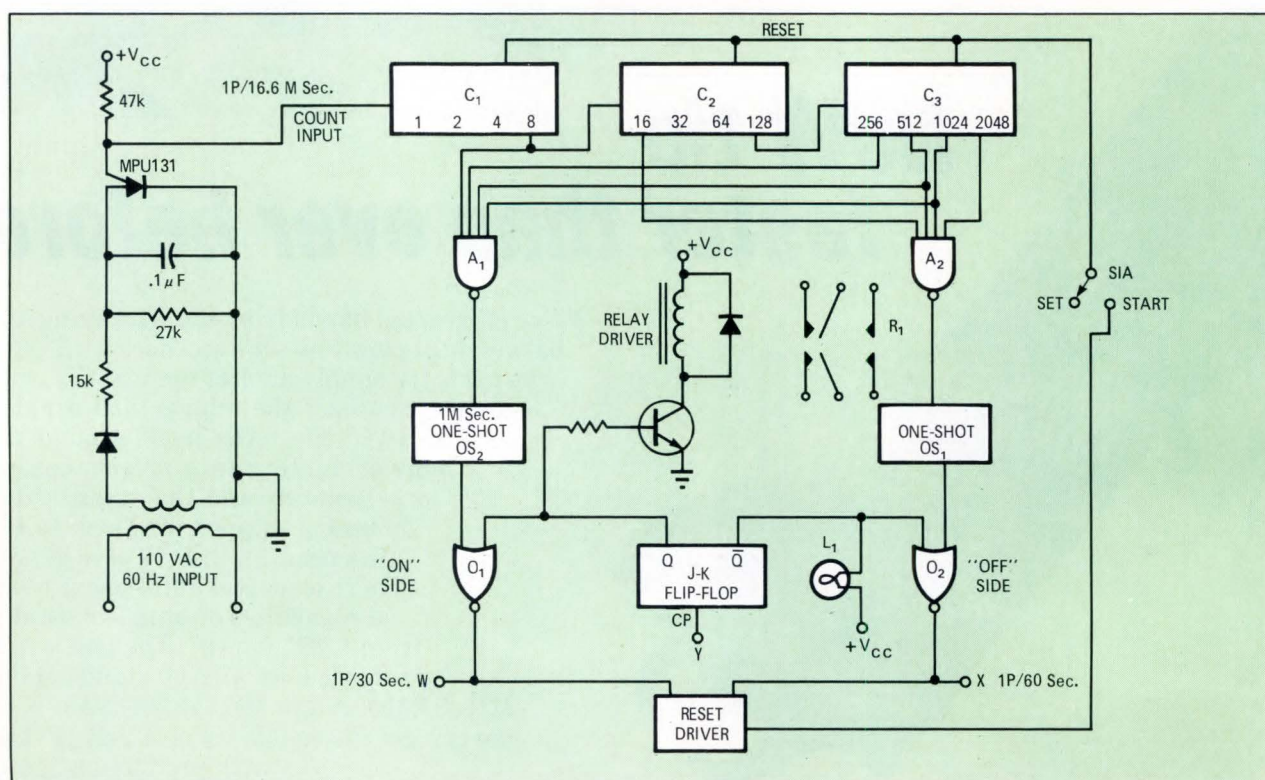 RESET
+VCC
47k
1P/16.6 M Sec.
COUNT
INPUT
C1
1 2 4 8
C2
16 32 64 128
C3
256 512 1024 2048
MPU131
.1 µF
27k
15k
110 VAC
60 Hz INPUT
A1
A2
+VCC
RELAY
DRIVER
R1
SIA
SET
START
1M Sec.
ONE-SHOT
OS2
ONE-SHOT
OS1
"ON"
SIDE
O1
Q Q̅
J-K
FLIP-FLOP
CP
Y
L1
+VCC
O2
"OFF"
SIDE
1P/30 Sec. W
RESET
DRIVER
X 1P/60 Sec.